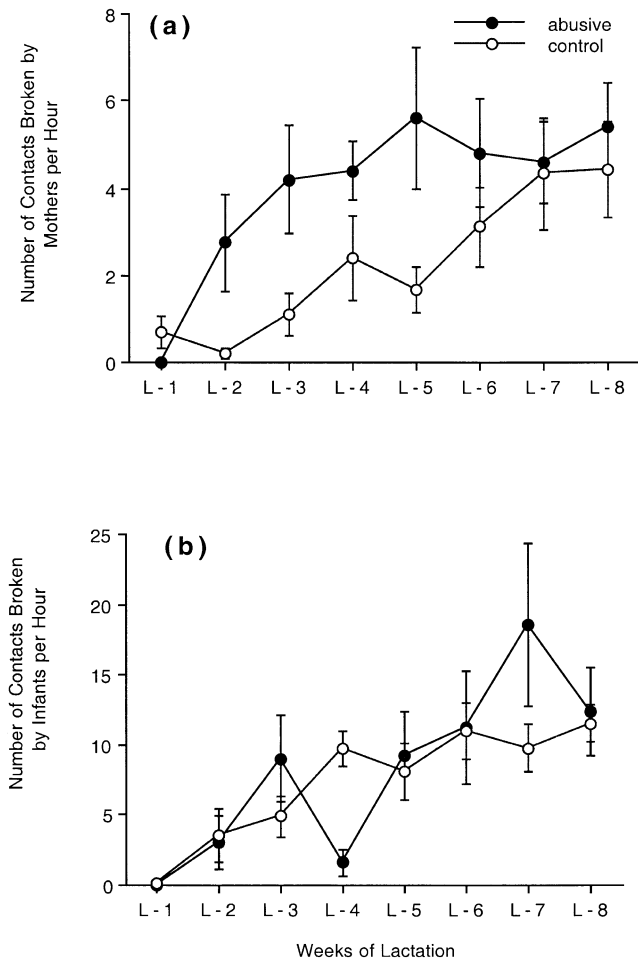 (a)
abusive
control
Number of Contacts Broken by
Mothers per Hour
8
6
4
2
0
L - 1 L - 2 L - 3 L - 4 L - 5 L - 6 L - 7 L - 8
(b)
Number of Contacts Broken
by Infants per Hour
25
20
15
10
5
0
L - 1 L - 2 L - 3 L - 4 L - 5 L - 6 L - 7 L - 8
Weeks of Lactation